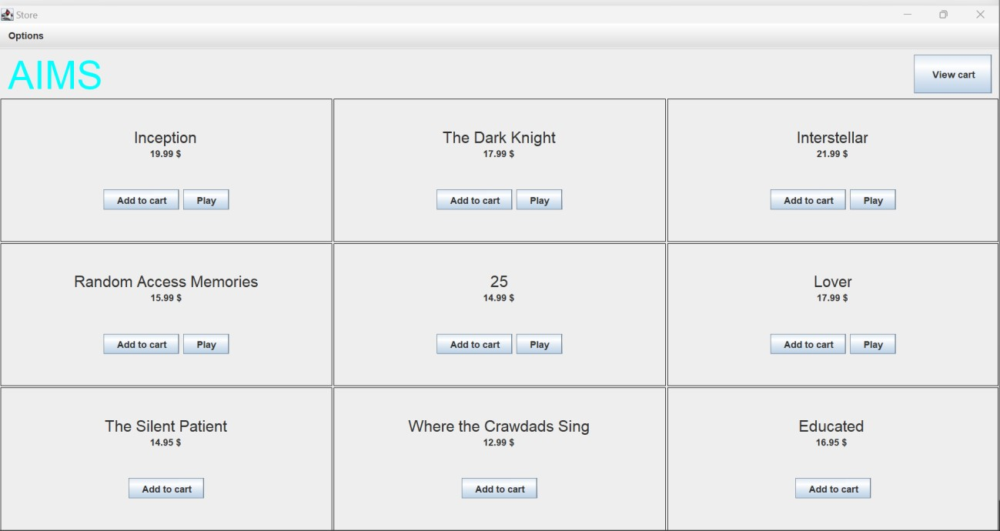 Store
Options
AIMS
View cart
Inception
19.99 $
Add to cart
Play
The Dark Knight
17.99 $
Add to cart
Play
Interstellar
21.99 $
Add to cart
Play
Random Access Memories
15.99 $
Add to cart
Play
25
14.99 $
Add to cart
Play
Lover
17.99 $
Add to cart
Play
The Silent Patient
14.95 $
Add to cart
Where the Crawdads Sing
12.99 $
Add to cart
Educated
16.95 $
Add to cart